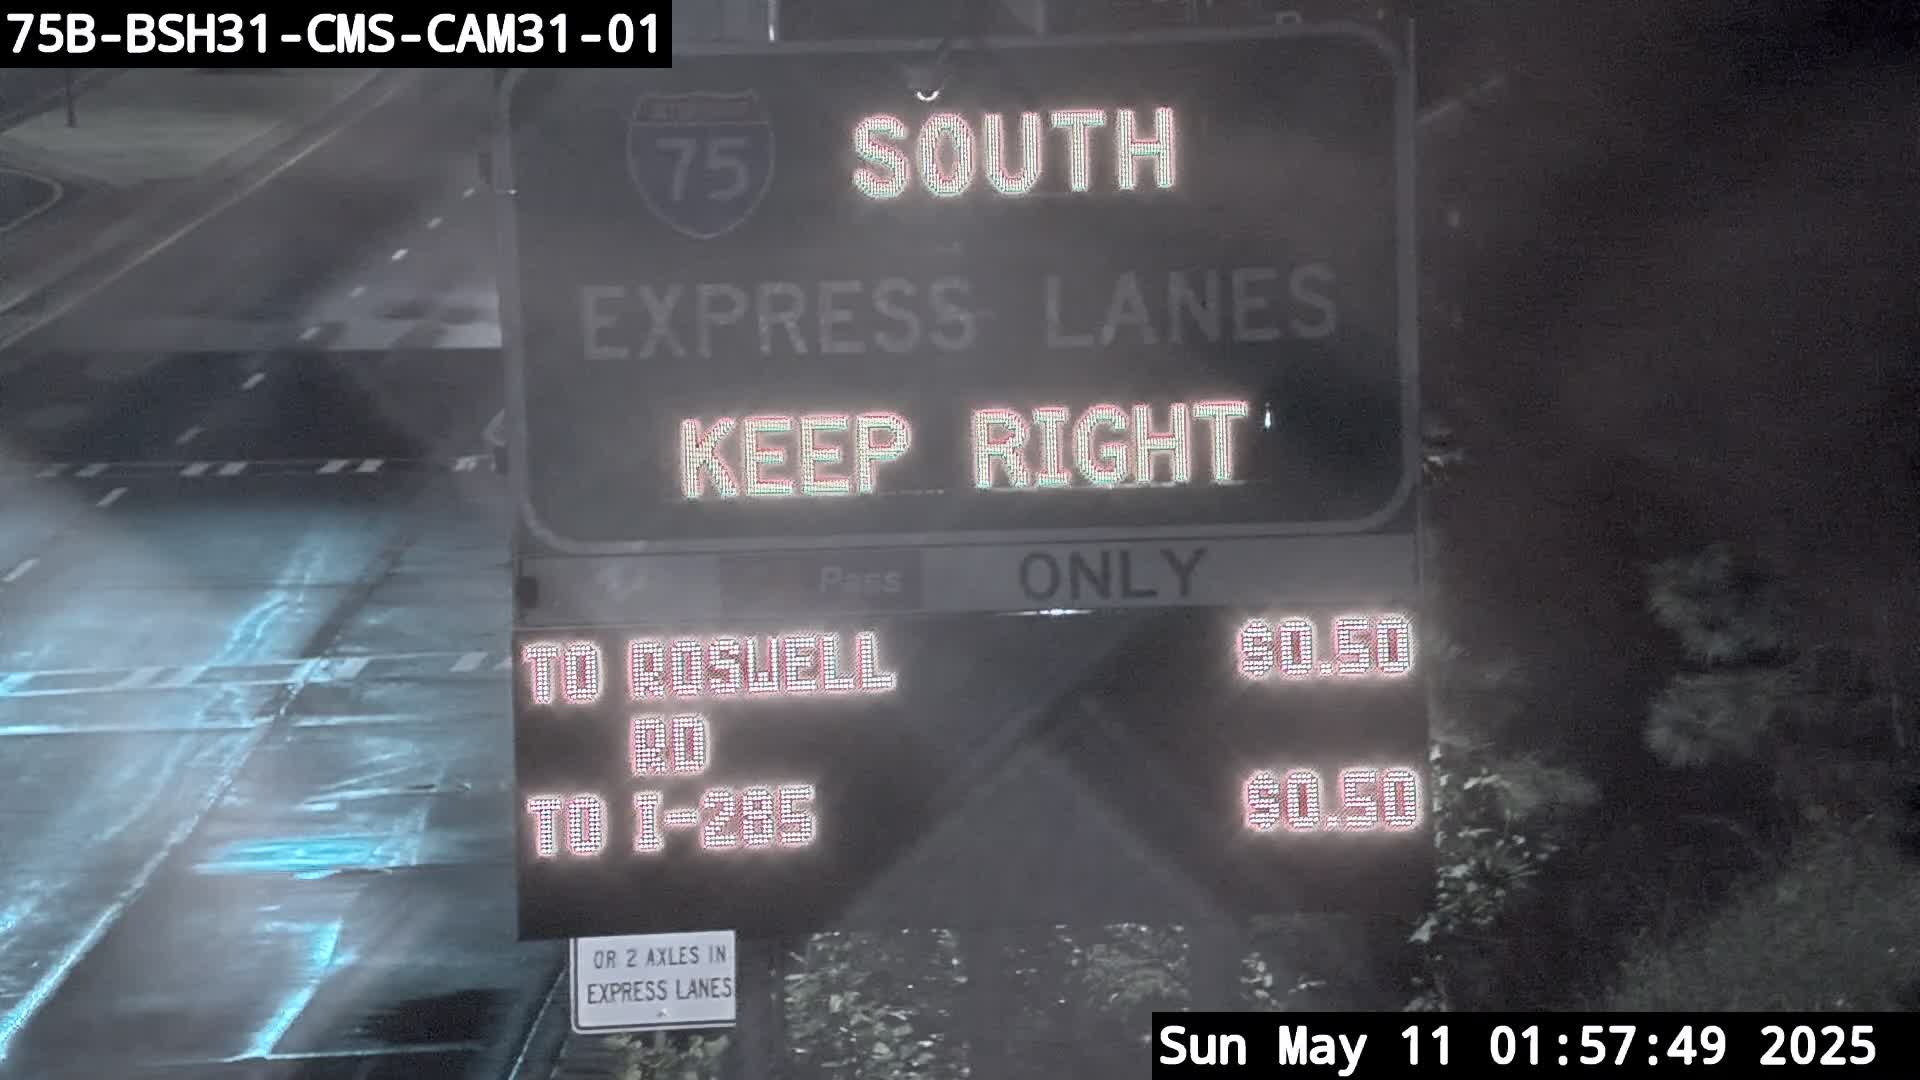 75B-BSH31-CMS-CAM31-01
75
SOUTH
EXPRESS LANES
KEEP RIGHT
Pass ONLY
TO ROSWELL $0.50
RD
TO I-285 $0.50
OR 2 AXLES IN
EXPRESS LANES
Sun May 11 01:57:49 2025